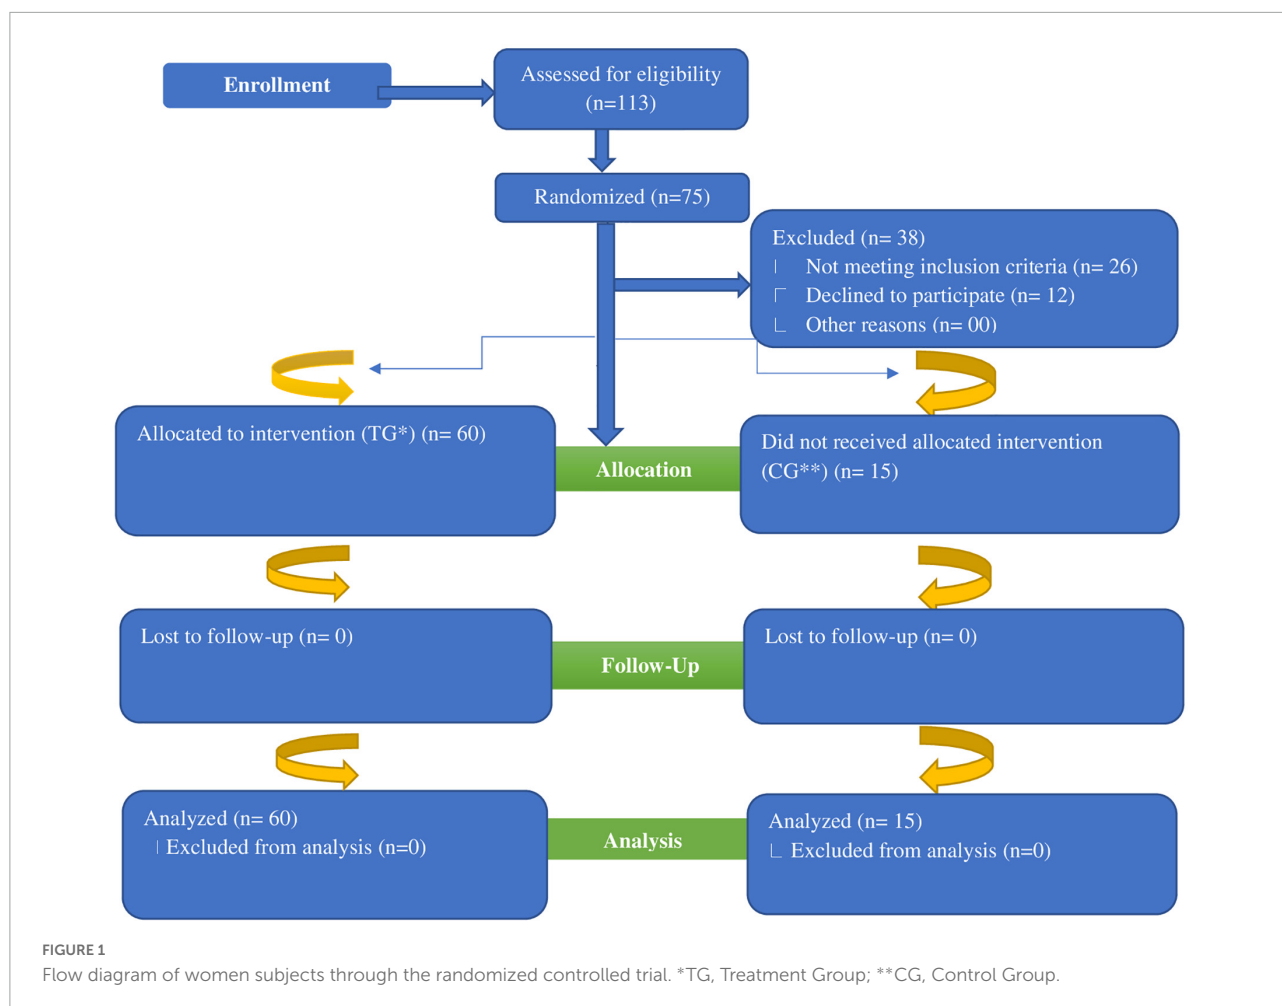 Enrollment
Assessed for eligibility
(n=113)
Randomized (n=75)
Excluded (n= 38)
Not meeting inclusion criteria (n= 26)
Declined to participate (n= 12)
Other reasons (n= 00)
Allocated to intervention (TG*) (n= 60)
Allocation
Did not received allocated intervention
(CG**) (n= 15)
Lost to follow-up (n= 0)
Follow-Up
Lost to follow-up (n= 0)
Analyzed (n= 60)
Excluded from analysis (n=0)
Analysis
Analyzed (n= 15)
Excluded from analysis (n=0)
FIGURE 1
Flow diagram of women subjects through the randomized controlled trial. *TG, Treatment Group; **CG, Control Group.